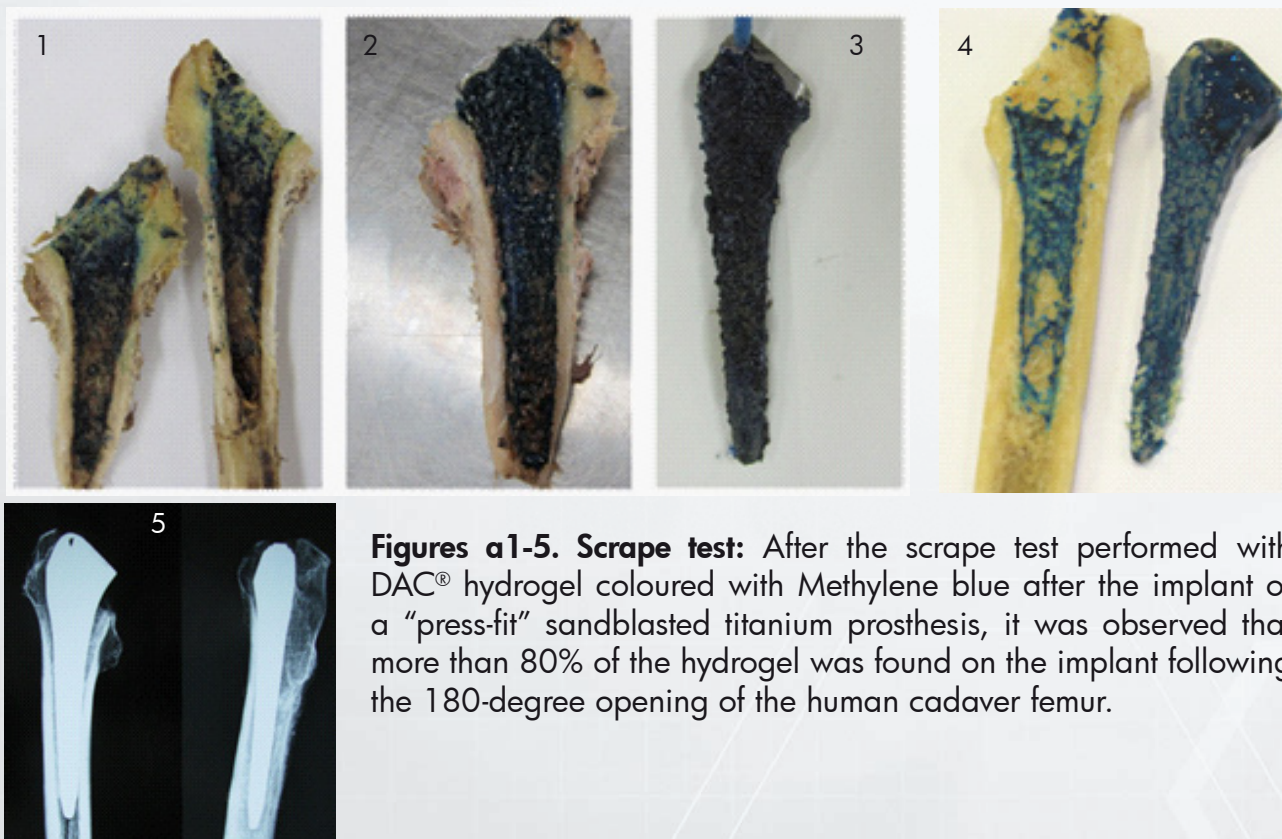 1
2
3
4
5
Figures a1-5. Scrape test: After the scrape test performed with
DAC® hydrogel coloured with Methylene blue after the implant of
a “press-fit” sandblasted titanium prosthesis, it was observed that
more than 80% of the hydrogel was found on the implant following
the 180-degree opening of the human cadaver femur.